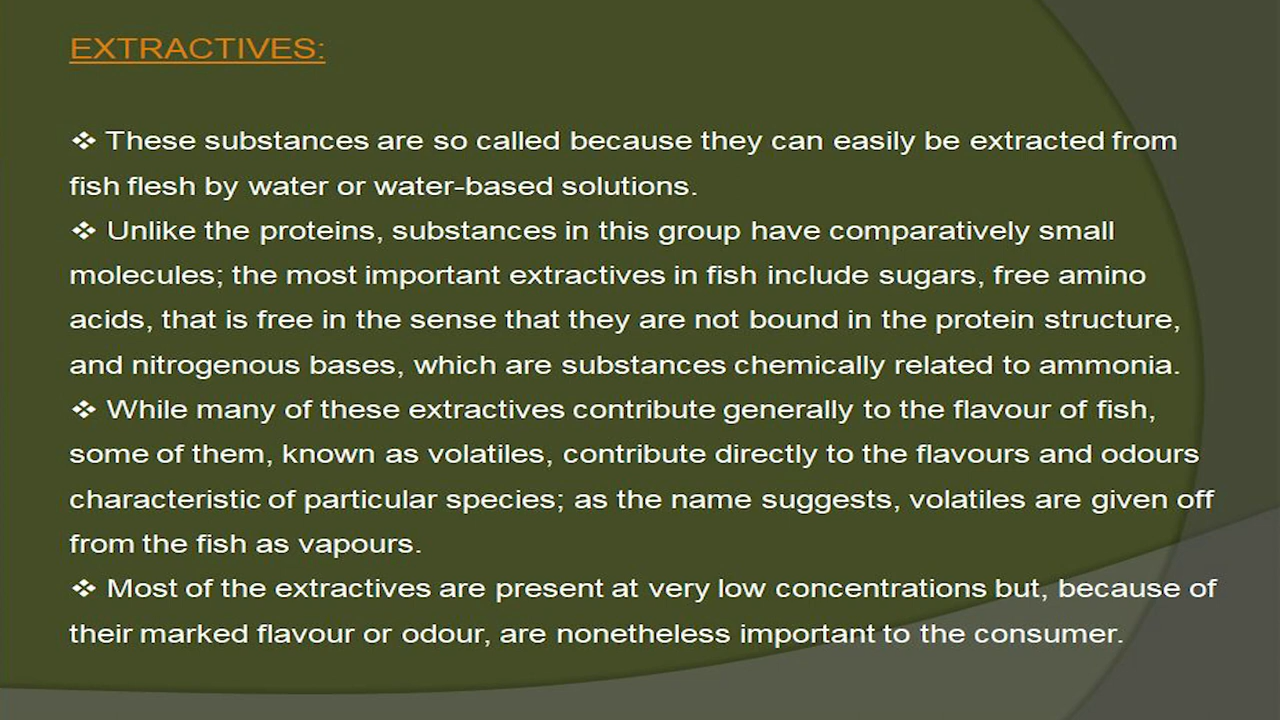 EXTRACTIVES:
❖ These substances are so called because they can easily be extracted from
fish flesh by water or water-based solutions.
❖ Unlike the proteins, substances in this group have comparatively small
molecules; the most important extractives in fish include sugars, free amino
acids, that is free in the sense that they are not bound in the protein structure,
and nitrogenous bases, which are substances chemically related to ammonia.
❖ While many of these extractives contribute generally to the flavour of fish,
some of them, known as volatiles, contribute directly to the flavours and odours
characteristic of particular species; as the name suggests, volatiles are given off
from the fish as vapours.
❖ Most of the extractives are present at very low concentrations but, because of
their marked flavour or odour, are nonetheless important to the consumer.